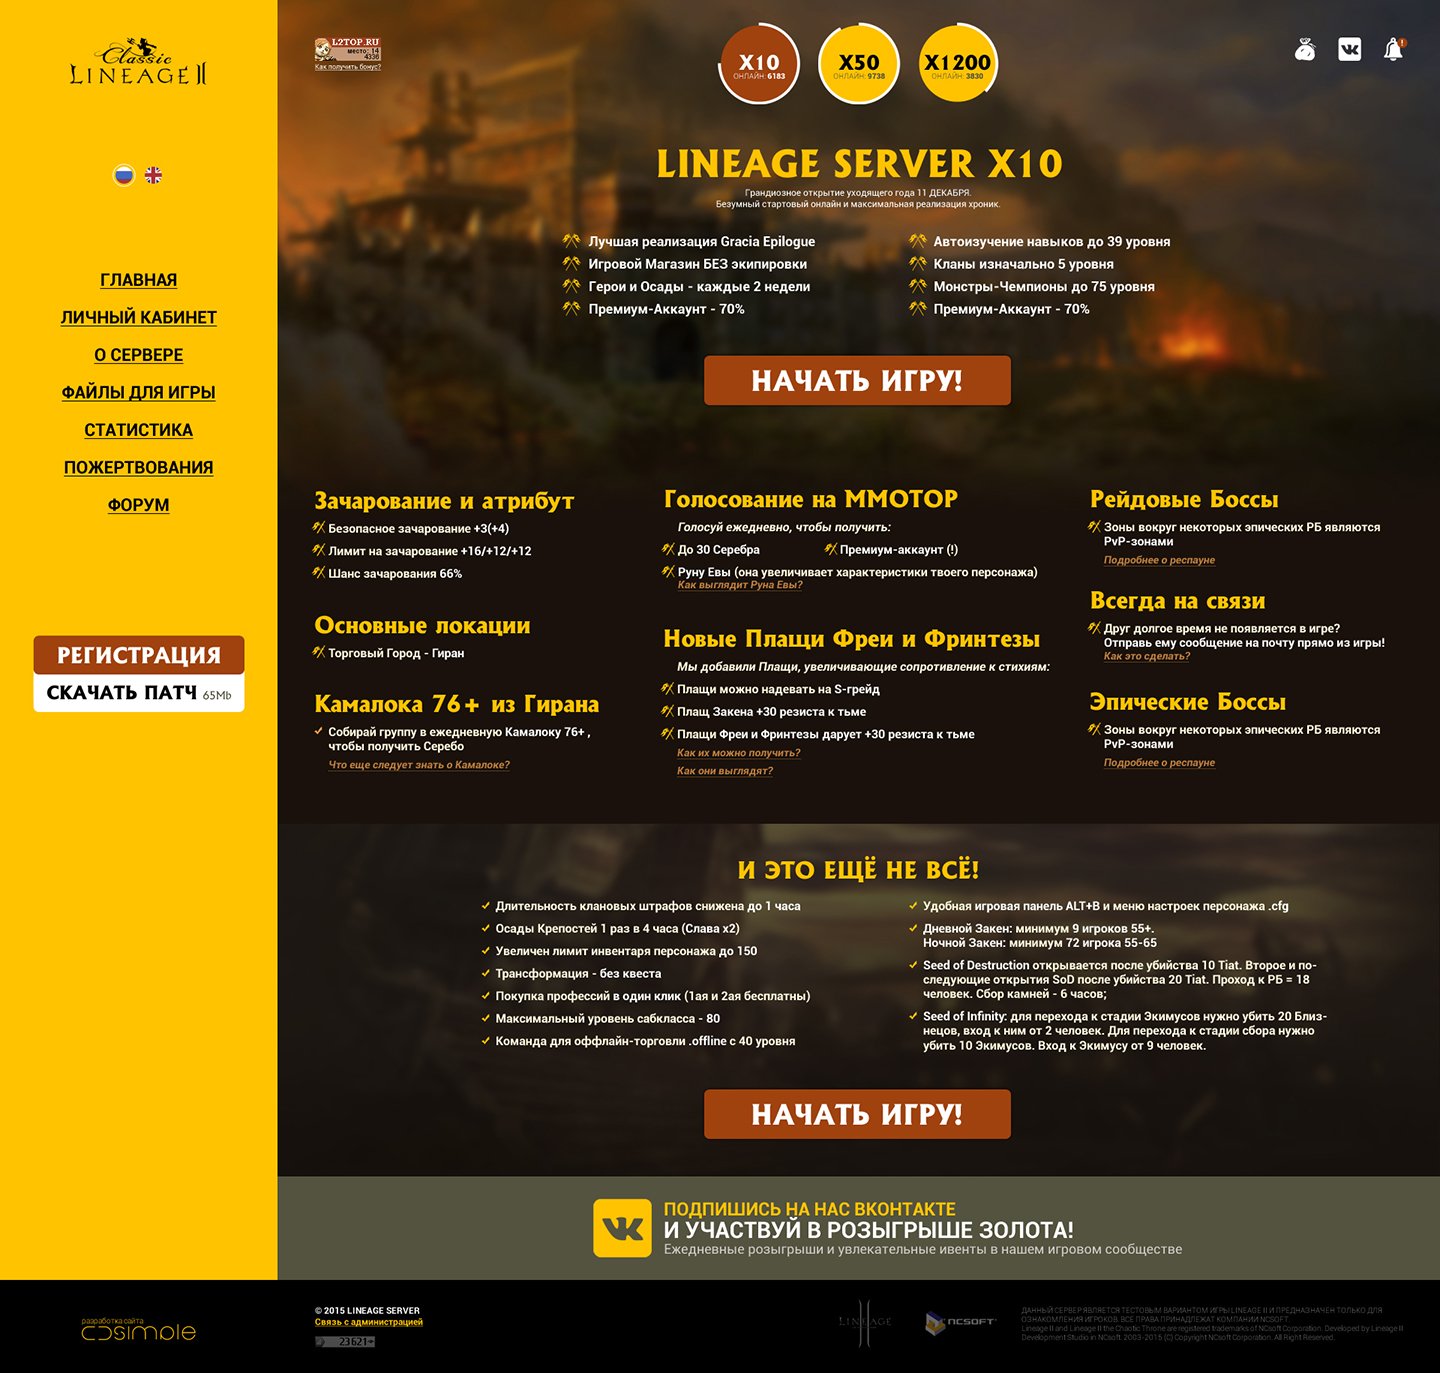 Classic
LINEAGE II
ГЛАВНАЯ
ЛИЧНЫЙ КАБИНЕТ
О СЕРВЕРЕ
ФАЙЛЫ ДЛЯ ИГРЫ
СТАТИСТИКА
ПОЖЕРТВОВАНИЯ
ФОРУМ
РЕГИСТРАЦИЯ
СКАЧАТЬ ПАТЧ 65Mb
разработка сайта
L2TOP.RU
место: 14
4356
Как получить бонус?
X10
ОНЛАЙН: 6183
X50
ОНЛАЙН: 9738
X1200
ОНЛАЙН: 3830
LINEAGE SERVER X10
Грандиозное открытие уходящего года 11 ДЕКАБРЯ.
Безумный стартовый онлайн и максимальная реализация хроник.
Лучшая реализация Gracia Epilogue
Игровой Магазин БЕЗ экипировки
Герои и Осады - каждые 2 недели
Премиум-Аккаунт - 70%
Автоизучение навыков до 39 уровня
Кланы изначально 5 уровня
Монстры-Чемпионы до 75 уровня
Премиум-Аккаунт - 70%
НАЧАТЬ ИГРУ!
Зачарование и атрибут
Безопасное зачарование +3(+4)
Лимит на зачарование +16/+12/+12
Шанс зачарования 66%
Основные локации
Торговый Город - Гиран
Камалока 76+ из Гирана
Собирай группу в ежедневную Камалоку 76+ ,
чтобы получить Серебо
Что еще следует знать о Камалоке?
Голосование на ММОТОР
Голосуй ежедневно, чтобы получить:
До 30 Серебра
Премиум-аккаунт (!)
Руну Евы (она увеличивает характеристики твоего персонажа)
Как выглядит Руна Евы?
Новые Плащи Фреи и Фринтезы
Мы добавили Плащи, увеличивающие сопротивление к стихиям:
Плащи можно надевать на S-грейд
Плащ Закена +30 резиста к тьме
Плащи Фреи и Фринтезы дарует +30 резиста к тьме
Как их можно получить?
Как они выглядят?
Рейдовые Боссы
Зоны вокруг некоторых эпических РБ являются
PvP-зонами
Подробнее о респауне
Всегда на связи
Друг долгое время не появляется в игре?
Отправь ему сообщение на почту прямо из игры!
Как это сделать?
Эпические Боссы
Зоны вокруг некоторых эпических РБ являются
PvP-зонами
Подробнее о респауне
И ЭТО ЕЩЁ НЕ ВСЁ!
Длительность клановых штрафов снижена до 1 часа
Осады Крепостей 1 раз в 4 часа (Слава x2)
Увеличен лимит инвентаря персонажа до 150
Трансформация - без квеста
Покупка профессий в один клик (1ая и 2ая бесплатны)
Максимальный уровень сабкласса - 80
Команда для оффлайн-торговли .offline с 40 уровня
Удобная игровая панель ALT+B и меню настроек персонажа .cfg
Дневной Закен: минимум 9 игроков 55+.
Ночной Закен: минимум 72 игрока 55-65
Seed of Destruction открывается после убийства 10 Tiat. Второе и по-
следующие открытия SoD после убийства 20 Tiat. Проход к РБ = 18
человек. Сбор камней - 6 часов;
Seed of Infinity: для перехода к стадии Экимусов нужно убить 20 Близ-
нецов, вход к ним от 2 человек. Для перехода к стадии сбора нужно
убить 10 Экимусов. Вход к Экимусу от 9 человек.
НАЧАТЬ ИГРУ!
ПОДПИШИСЬ НА НАС ВКОНТАКТЕ
И УЧАСТВУЙ В РОЗЫГРЫШЕ ЗОЛОТА!
Ежедневные розыгрыши и увлекательные ивенты в нашем игровом сообществе
© 2015 LINEAGE SERVER
Связь с администрацией
23621
LINEAGE II
NCSOFT
ДАННЫЙ СЕРВЕР ЯВЛЯЕТСЯ ТЕСТОВЫМ ВАРИАНТОМ ИГРЫ LINEAGE II И ПРЕДНАЗНАЧЕН ТОЛЬКО ДЛЯ
ОЗНАКОМЛЕНИЯ ИГРОКОВ. ВСЕ ПРАВА ПРИНАДЛЕЖАТ КОМПАНИИ NCSOFT.
Lineage II and Lineage II the Chaotic Throne are registered trademarks of NCsoft Corporation. Developed by Lineage II
Development Studio in NCsoft. 2003-2015 (C) Copyright NCsoft Corporation. All Right Reserved.